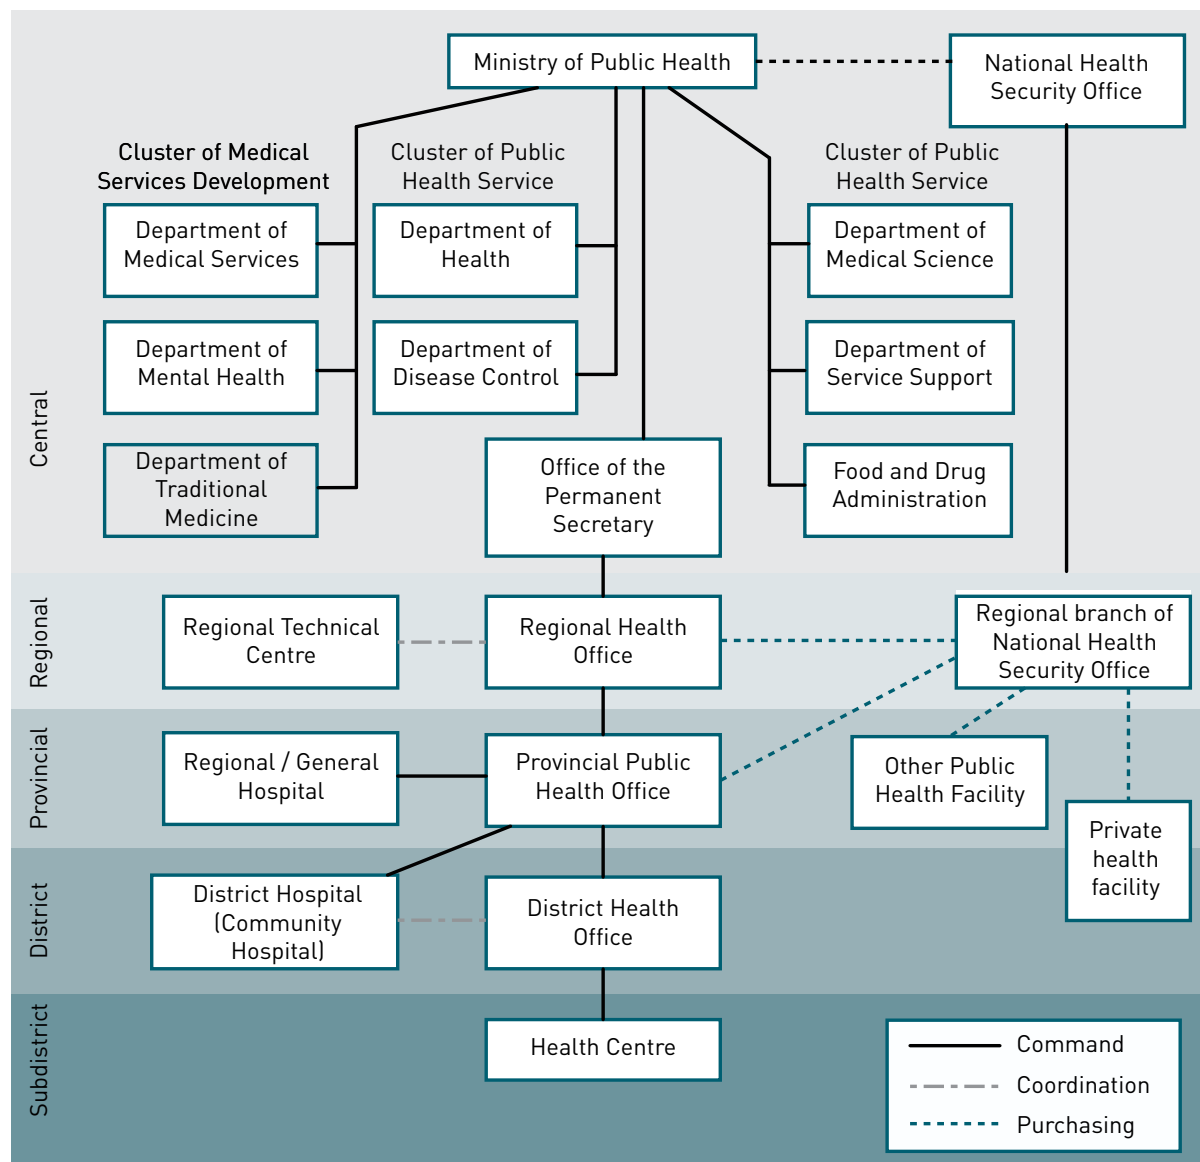 Ministry of Public Health
National Health
Security Office
Cluster of Medical
Services Development
Cluster of Public
Health Service
Cluster of Public
Health Service
Department of
Medical Services
Department of
Health
Department of
Medical Science
Department of
Mental Health
Department of
Disease Control
Department of
Service Support
Central
Department of
Traditional
Medicine
Office of the
Permanent
Secretary
Food and Drug
Administration
Regional
Regional Technical
Centre
Regional Health
Office
Regional branch of
National Health
Security Office
Provincial
Regional / General
Hospital
Provincial Public
Health Office
Other Public
Health Facility
Private
health
facility
District
District Hospital
(Community
Hospital)
District Health
Office
Subdistrict
Health Centre
Command
Coordination
Purchasing